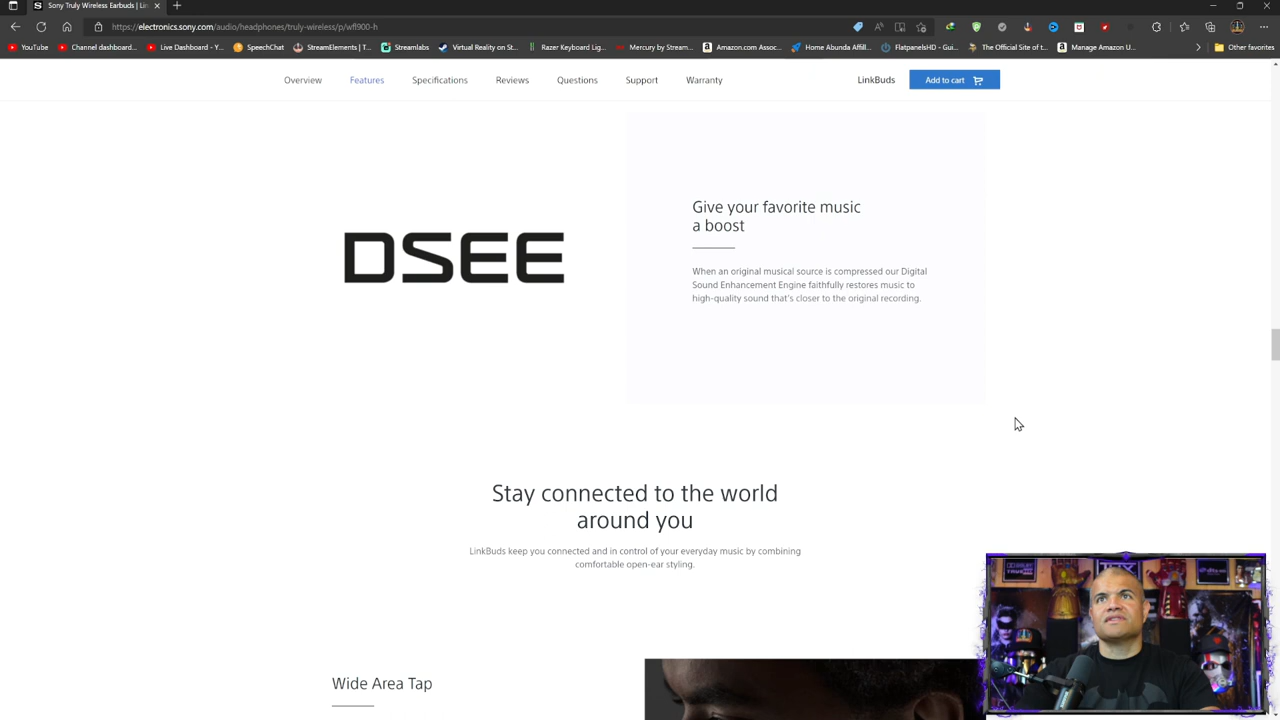 Sony Truly Wireless Earbuds | Lin
https://electronics.sony.com/audio/headphones/truly-wireless/p/wfl900-h
YouTube
Channel dashboard...
Live Dashboard - Y...
SpeechChat
StreamElements - T...
Streamlabs
Virtual Reality on St...
Razer Keyboard Lig...
Mercury by Stream...
Amazon.com Assoc...
Home Abunda Affil...
FlatpanelsHD - Gui...
The Official Site of t...
Manage Amazon U...
Other favorites
Overview
Features
Specifications
Reviews
Questions
Support
Warranty
LinkBuds
Add to cart
DSEE
Give your favorite music
a boost
When an original musical source is compressed our Digital
Sound Enhancement Engine faithfully restores music to
high-quality sound that's closer to the original recording.
Stay connected to the world
around you
LinkBuds keep you connected and in control of your everyday music by combining
comfortable open-ear styling.
Wide Area Tap